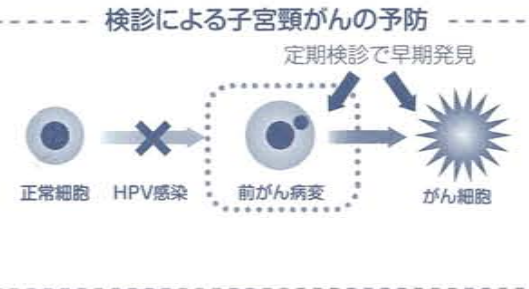 検診による子宮頸がんの予防
定期検診で早期発見
正常細胞
HPV感染
前がん病変
がん細胞